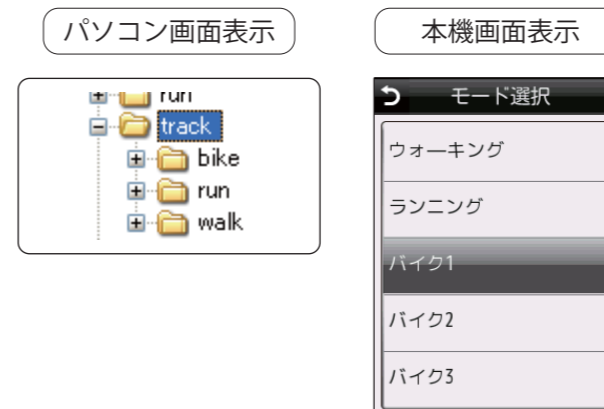 パソコン画面表示
本機画面表示
run
track
bike
run
walk
モード選択
ウォーキング
ランニング
バイク1
バイク2
バイク3